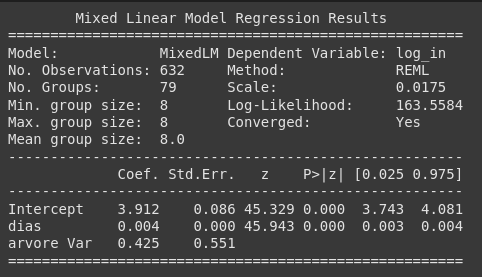 Mixed Linear Model Regression Results
======================================================
Model: MixedLM Dependent Variable: log_in
No. Observations: 632 Method: REML
No. Groups: 79 Scale: 0.0175
Min. group size: 8 Log-Likelihood: 163.5584
Max. group size: 8 Converged: Yes
Mean group size: 8.0
------------------------------------------------------
Coef. Std.Err. z P>|z| [0.025 0.975]
------------------------------------------------------
Intercept 3.912 0.086 45.329 0.000 3.743 4.081
dias 0.004 0.000 45.943 0.000 0.003 0.004
arvore Var 0.425 0.551
======================================================